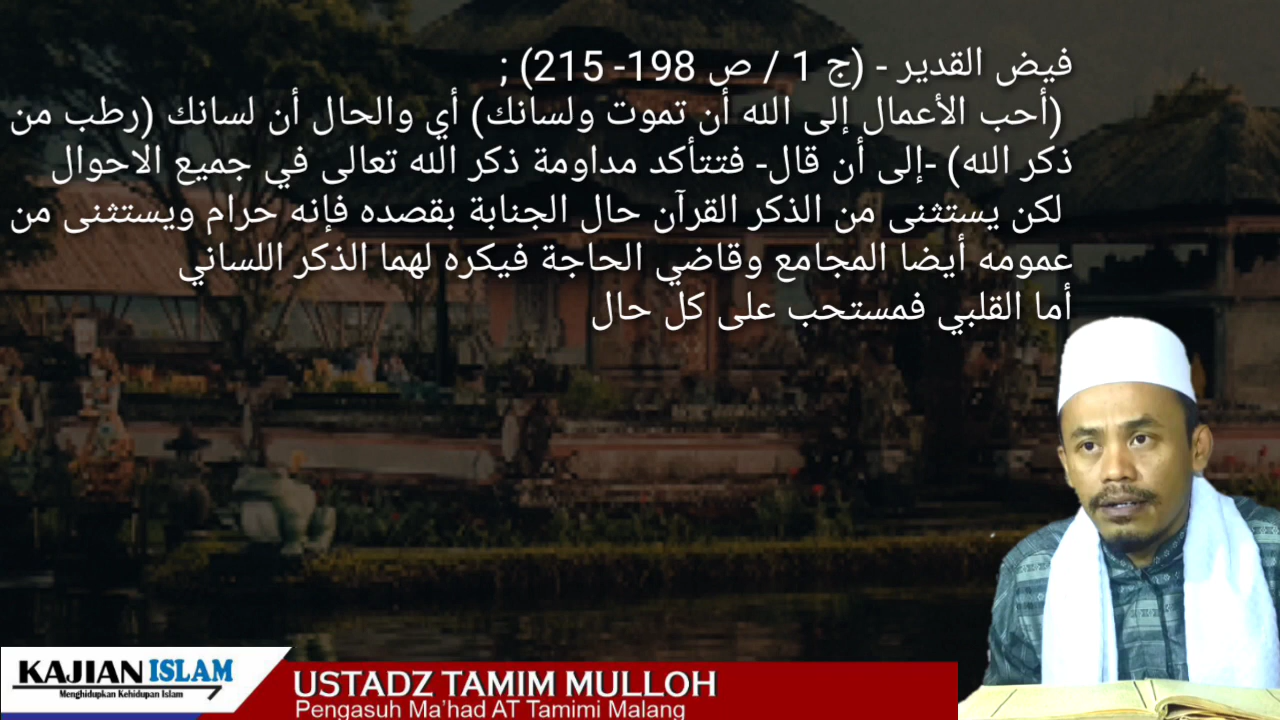 فيض القدير - (ج 1 / ص 198- 215) ;
(أحب الأعمال إلى الله أن تموت ولسانك) أي والحال أن لسانك (رطب من
ذكر الله) -إلى أن قال- فتتأكد مداومة ذكر الله تعالى في جميع الاحوال
لكن يستثنى من الذكر القرآن حال الجنابة بقصده فإنه حرام ويستثنى من
عمومه أيضا المجامع وقاضي الحاجة فيكره لهما الذكر اللساني
أما القلبي فمستحب على كل حال
KAJIAN ISLAM
Menghidupkan Kehidupan Islam
USTADZ TAMIM MULLOH
Pengasuh Ma'had AT Tamimi Malang